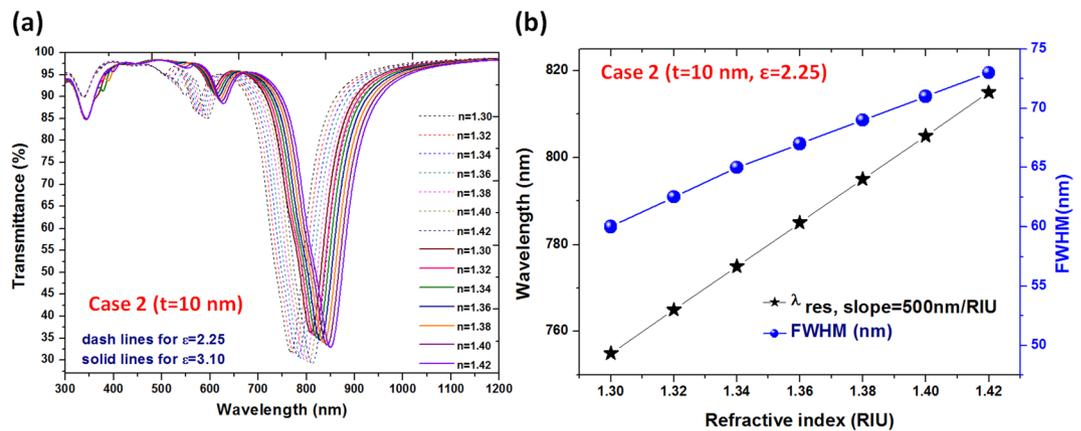 (a)
100
95
90
85
80
75
70
65
60
55
50
45
40
35
30
Transmittance (%)
300 400 500 600 700 800 900 1000 1100 1200
Wavelength (nm)
n=1.30
n=1.32
n=1.34
n=1.36
n=1.38
n=1.40
n=1.42
n=1.30
n=1.32
n=1.34
n=1.36
n=1.38
n=1.40
n=1.42
Case 2 (t=10 nm)
dash lines for ε=2.25
solid lines for ε=3.10
(b)
Case 2 (t=10 nm, ε=2.25)
820
800
780
760
Wavelength (nm)
75
70
65
60
55
50
FWHM(nm)
λ res, slope=500nm/RIU
FWHM (nm)
1.30 1.32 1.34 1.36 1.38 1.40 1.42
Refractive index (RIU)